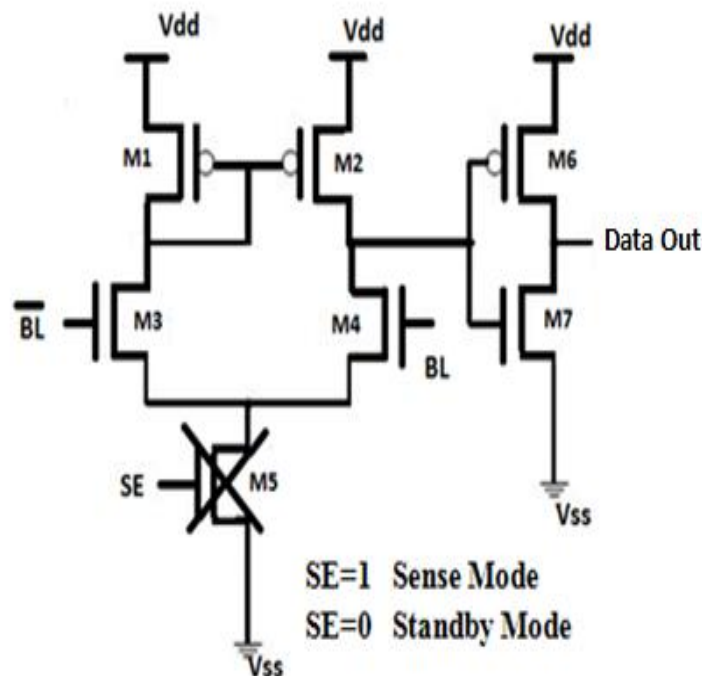 Vdd
Vdd
Vdd
M1
M2
M6
Data Out
B̅L̅
M3
M4
M7
BL
SE
M5
Vss
SE=1 Sense Mode
SE=0 Standby Mode
Vss